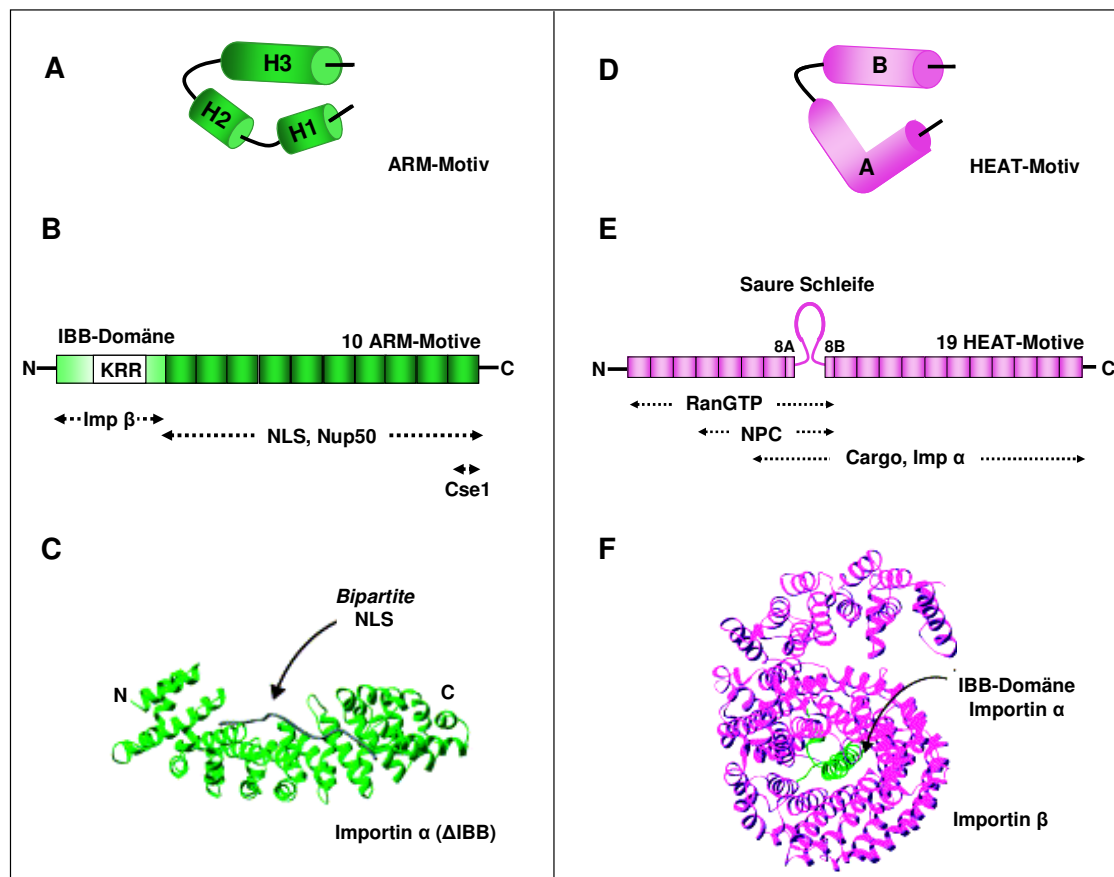 A
H3
H2
H1
ARM-Motiv
B
IBB-Domäne
10 ARM-Motive
N
KRR
C
Imp β
NLS, Nup50
Cse1
C
Bipartite
NLS
N
C
Importin α (ΔIBB)
D
B
A
HEAT-Motiv
E
Saure Schleife
8A
8B
19 HEAT-Motive
N
C
RanGTP
NPC
Cargo, Imp α
F
IBB-Domäne
Importin α
Importin β